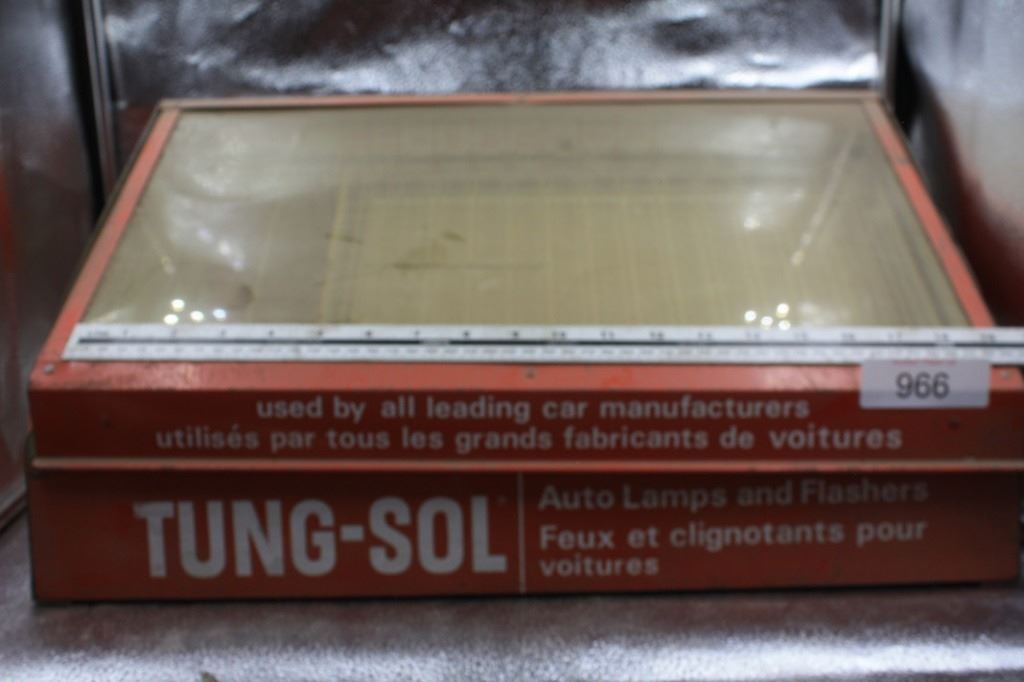 966
used by all leading car manufacturers
utilisés par tous les grands fabricants de voitures
TUNG-SOL
Auto Lamps and Flashers
Feux et clignotants pour
voitures